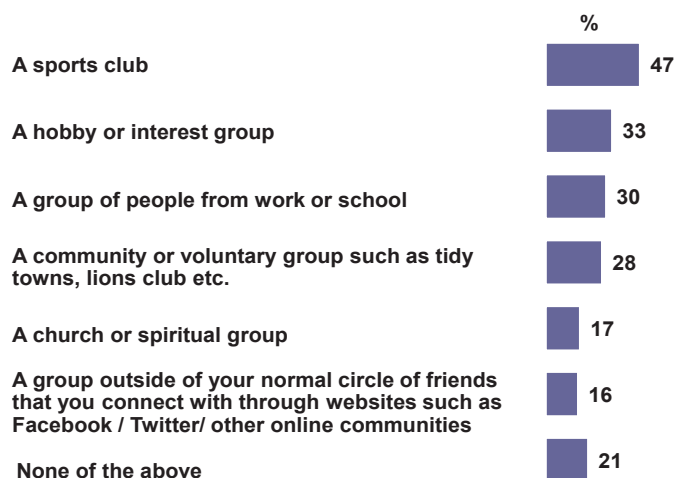 %
A sports club 47
A hobby or interest group 33
A group of people from work or school 30
A community or voluntary group such as tidy
towns, lions club etc. 28
A church or spiritual group 17
A group outside of your normal circle of friends
that you connect with through websites such as 16
Facebook / Twitter/ other online communities
None of the above 21